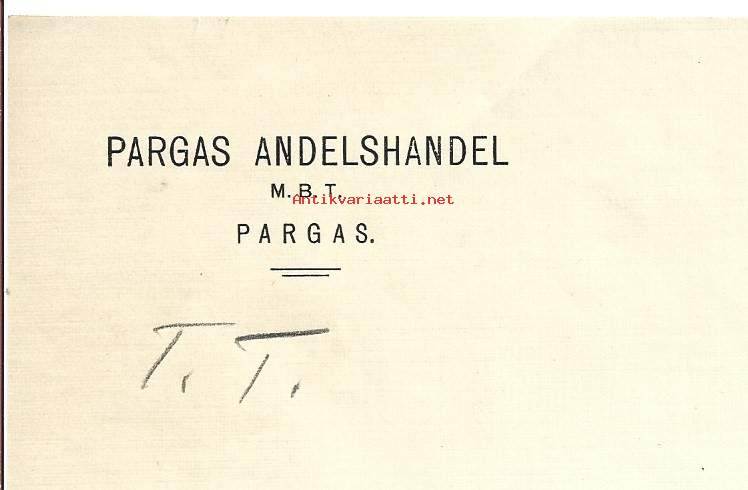 PARGAS ANDELSHANDEL
M. B. T.
Antikvariaatti.net
PARGAS.
T. T.